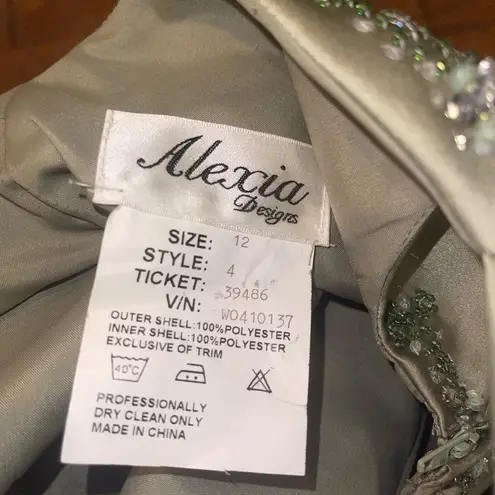 Alexia
Designs
SIZE: 12
STYLE: 4
TICKET: 39486
V/N: W0410137
OUTER SHELL:100%POLYESTER
INNER SHELL:100%POLYESTER
EXCLUSIVE OF TRIM
40°C
PROFESSIONALLY
DRY CLEAN ONLY
MADE IN CHINA